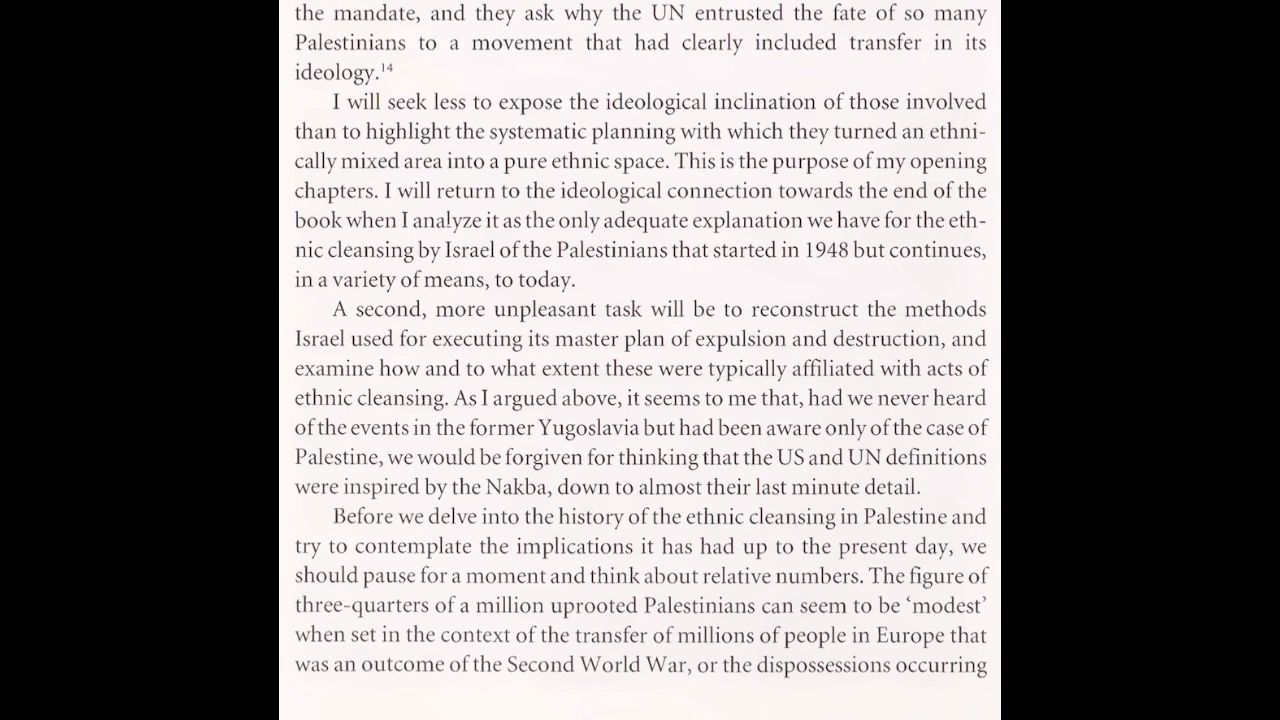 the mandate, and they ask why the UN entrusted the fate of so many
Palestinians to a movement that had clearly included transfer in its
ideology.¹⁴
I will seek less to expose the ideological inclination of those involved
than to highlight the systematic planning with which they turned an ethni-
cally mixed area into a pure ethnic space. This is the purpose of my opening
chapters. I will return to the ideological connection towards the end of the
book when I analyze it as the only adequate explanation we have for the eth-
nic cleansing by Israel of the Palestinians that started in 1948 but continues,
in a variety of means, to today.
A second, more unpleasant task will be to reconstruct the methods
Israel used for executing its master plan of expulsion and destruction, and
examine how and to what extent these were typically affiliated with acts of
ethnic cleansing. As I argued above, it seems to me that, had we never heard
of the events in the former Yugoslavia but had been aware only of the case of
Palestine, we would be forgiven for thinking that the US and UN definitions
were inspired by the Nakba, down to almost their last minute detail.
Before we delve into the history of the ethnic cleansing in Palestine and
try to contemplate the implications it has had up to the present day, we
should pause for a moment and think about relative numbers. The figure of
three-quarters of a million uprooted Palestinians can seem to be ‘modest’
when set in the context of the transfer of millions of people in Europe that
was an outcome of the Second World War, or the dispossessions occurring